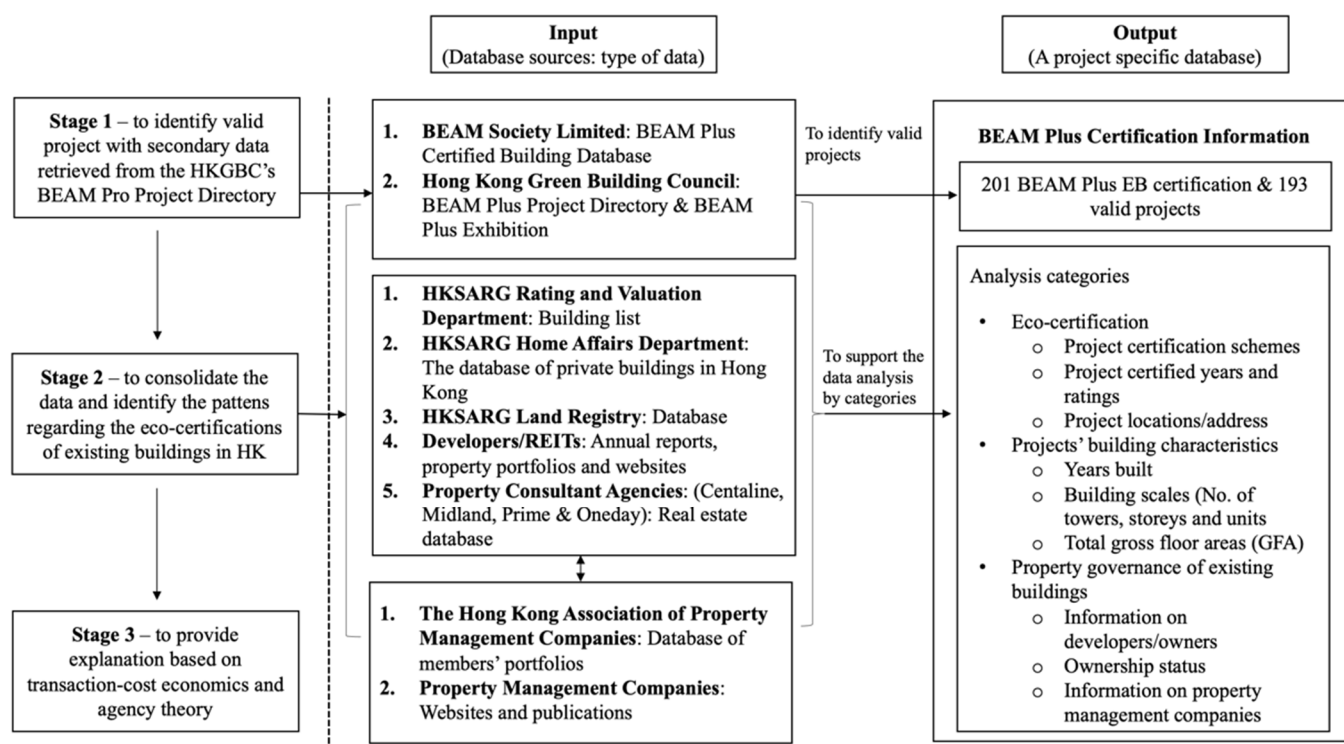 Input
(Database sources: type of data)
Output
(A project specific database)
Stage 1 – to identify valid
project with secondary data
retrieved from the HKGBC’s
BEAM Pro Project Directory
Stage 2 – to consolidate the
data and identify the pattens
regarding the eco-certifications
of existing buildings in HK
Stage 3 – to provide
explanation based on
transaction-cost economics and
agency theory
1. BEAM Society Limited: BEAM Plus
Certified Building Database
2. Hong Kong Green Building Council:
BEAM Plus Project Directory & BEAM
Plus Exhibition
1. HKSARG Rating and Valuation
Department: Building list
2. HKSARG Home Affairs Department:
The database of private buildings in Hong
Kong
3. HKSARG Land Registry: Database
4. Developers/REITs: Annual reports,
property portfolios and websites
5. Property Consultant Agencies: (Centaline,
Midland, Prime & Oneday): Real estate
database
1. The Hong Kong Association of Property
Management Companies: Database of
members’ portfolios
2. Property Management Companies:
Websites and publications
To identify valid
projects
To support the
data analysis
by categories
BEAM Plus Certification Information
201 BEAM Plus EB certification & 193
valid projects
Analysis categories
• Eco-certification
o Project certification schemes
o Project certified years and
ratings
o Project locations/address
• Projects’ building characteristics
o Years built
o Building scales (No. of
towers, storeys and units
o Total gross floor areas (GFA)
• Property governance of existing
buildings
o Information on
developers/owners
o Ownership status
o Information on property
management companies